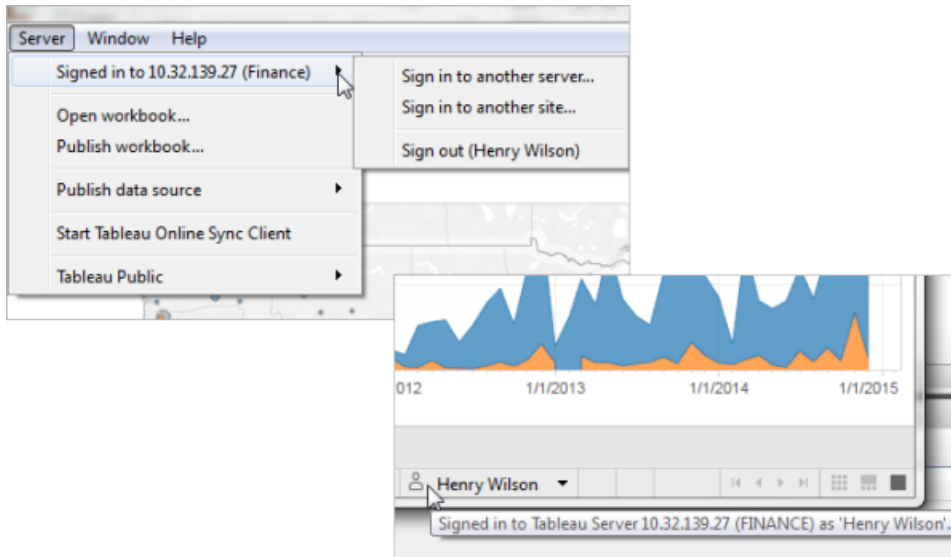 Server Window Help
Signed in to 10.32.139.27 (Finance)
Open workbook...
Publish workbook...
Publish data source
Start Tableau Online Sync Client
Tableau Public
Sign in to another server...
Sign in to another site...
Sign out (Henry Wilson)
012 1/1/2013 1/1/2014 1/1/2015
Henry Wilson
Signed in to Tableau Server 10.32.139.27 (FINANCE) as 'Henry Wilson'.